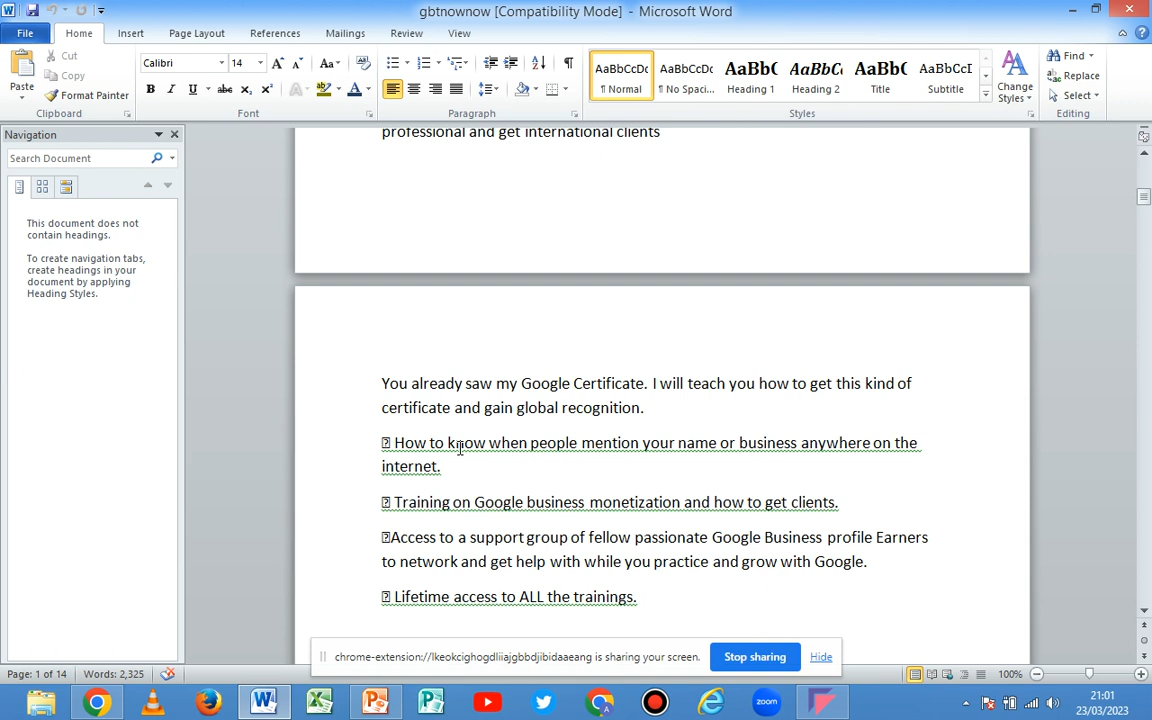 gbtnownow [Compatibility Mode] - Microsoft Word
File Home Insert Page Layout References Mailings Review View
Cut
Copy
Paste
Format Painter
Clipboard
Calibri 14
Font
Paragraph
AaBbCcDc AaBbCcDc AaBb( AaBbC AaBb( AaBbCcI
¶ Normal ¶ No Spaci... Heading 1 Heading 2 Title Subtitle
Change Styles
Styles
Find
Replace
Select
Editing
Navigation
Search Document
This document does not
contain headings.
To create navigation tabs,
create headings in your
document by applying
Heading Styles.
professional and get international clients
You already saw my Google Certificate. I will teach you how to get this kind of
certificate and gain global recognition.
How to know when people mention your name or business anywhere on the
internet.
Training on Google business monetization and how to get clients.
Access to a support group of fellow passionate Google Business profile Earners
to network and get help with while you practice and grow with Google.
Lifetime access to ALL the trainings.
chrome-extension://lkeokcighogdliiajgbbdjibidaaeang is sharing your screen. Stop sharing Hide
Page: 1 of 14 Words: 2,325 100%
zoom
21:01
23/03/2023